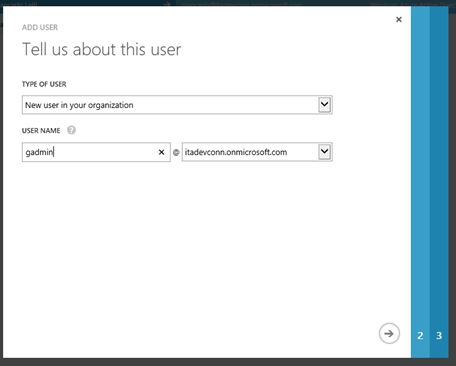 ADD USER
Tell us about this user
TYPE OF USER
New user in your organization
USER NAME ?
gadmin × @ itadevconn.onmicrosoft.com
2 3